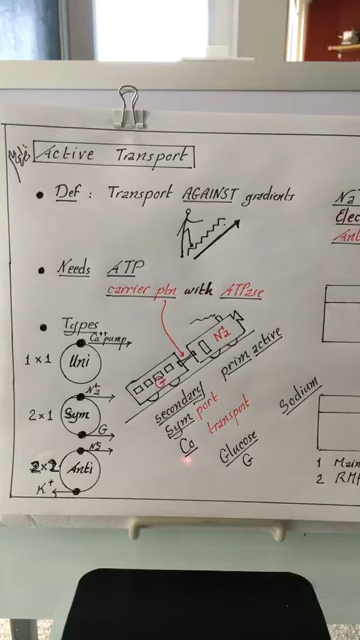 Active Transport
• Def : Transport AGAINST gradients
• Needs ATP
carrier ptn with ATPase
• Types
Ca++ pump
1 x 1 Uni
Na+
2 x 1 Sym
G
Na+
2 x 2 Anti
K+
G
Na+
secondary
prim active
Sym port
Co transport
Glucose
G
Sodium
Na+
Elec
Ant
1 Main
2 RM